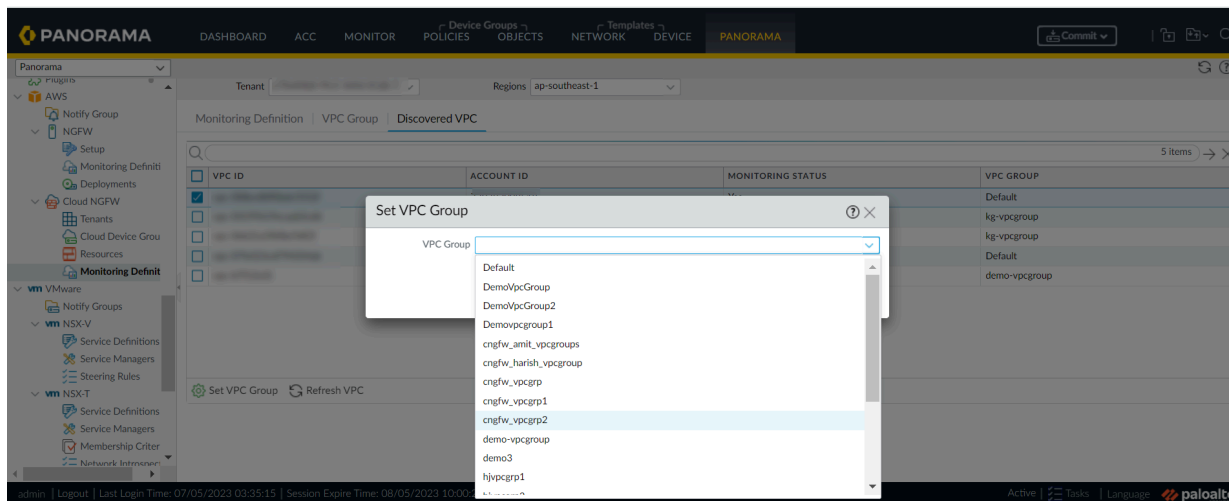 PANORAMA
DASHBOARD ACC MONITOR Device Groups POLICIES OBJECTS Templates NETWORK DEVICE PANORAMA Commit
Panorama
Plugins
Tenant Regions ap-southeast-1
AWS
Notify Group
NGFW
Setup
Monitoring Definiti
Deployments
Cloud NGFW
Tenants
Cloud Device Grou
Resources
Monitoring Definit
VMware
Notify Groups
NSX-V
Service Definitions
Service Managers
Steering Rules
NSX-T
Service Definitions
Service Managers
Membership Criter
Network Introspec
Monitoring Definition VPC Group Discovered VPC
5 items
VPC ID ACCOUNT ID MONITORING STATUS VPC GROUP
Default
kg-vpcgroup
kg-vpcgroup
Default
demo-vpcgroup
Set VPC Group Refresh VPC
Set VPC Group
VPC Group
Default
DemoVpcGroup
DemoVpcGroup2
Demovpcgroup1
cngfw_amit_vpcgroups
cngfw_harish_vpcgroup
cngfw_vpcgrp
cngfw_vpcgrp1
cngfw_vpcgrp2
demo-vpcgroup
demo3
hjvpcgrp1
admin | Logout | Last Login Time: 07/05/2023 03:35:15 | Session Expire Time: 08/05/2023 10:00:2
Active | Tasks | Language paloalt